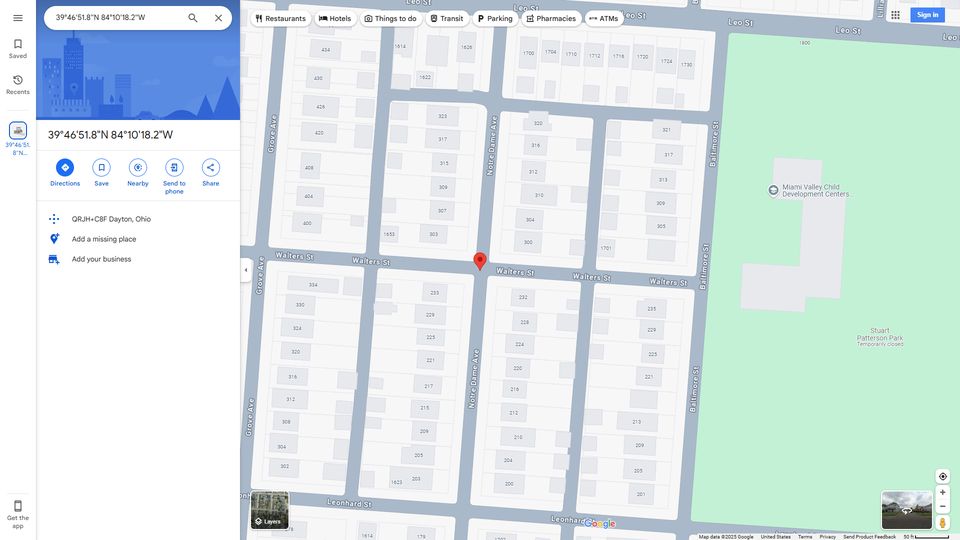 39°46'51.8"N 84°10'18.2"W
Restaurants
Hotels
Things to do
Transit
Parking
Pharmacies
ATMs
Sign in
Saved
Recents
39°46'51.
8"N...
Get the
app
39°46'51.8"N 84°10'18.2"W
Directions
Save
Nearby
Send to
phone
Share
QRJH+C8F Dayton, Ohio
Add a missing place
Add your business
Leo St
Leo St
Leo St
Leo St
1800
434
1614
1626
430
1622
1700
1704
1710
1712
1720
1724
1730
426
420
408
404
400
323
317
315
309
307
303
1653
320
316
312
310
304
300
321
317
313
309
305
1701
Grove Ave
Notre Dame Ave
Baltimore St
Miami Valley Child
Development Centers...
Walters St
Walters St
Walters St
Walters St
Grove Ave
Baltimore St
334
330
324
320
316
312
308
304
302
233
229
225
221
217
215
209
205
203
1623
232
228
224
220
216
212
210
204
200
235
229
225
221
213
209
205
201
Notre Dame Ave
Grove Ave
Baltimore St
Stuart
Patterson Park
Temporarily closed
Leonhard St
Leonhard
Layers
Google
Map data ©2025 Google
United States
Terms
Privacy
Send Product Feedback
50 ft